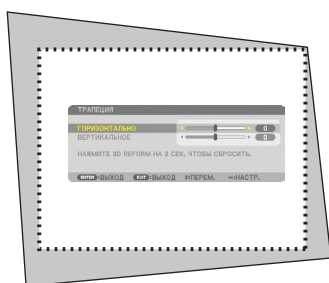 ТРАПЕЦИЯ
ГОРИЗОНТАЛЬНО 0
ВЕРТИКАЛЬНОЕ 0
НАЖМИТЕ 3D REFORM НА 2 СЕК, ЧТОБЫ СБРОСИТЬ.
ENTER :ВЫХОД EXIT :ВЫХОД ↕:ПЕРЕМ. ↔:НАСТР.